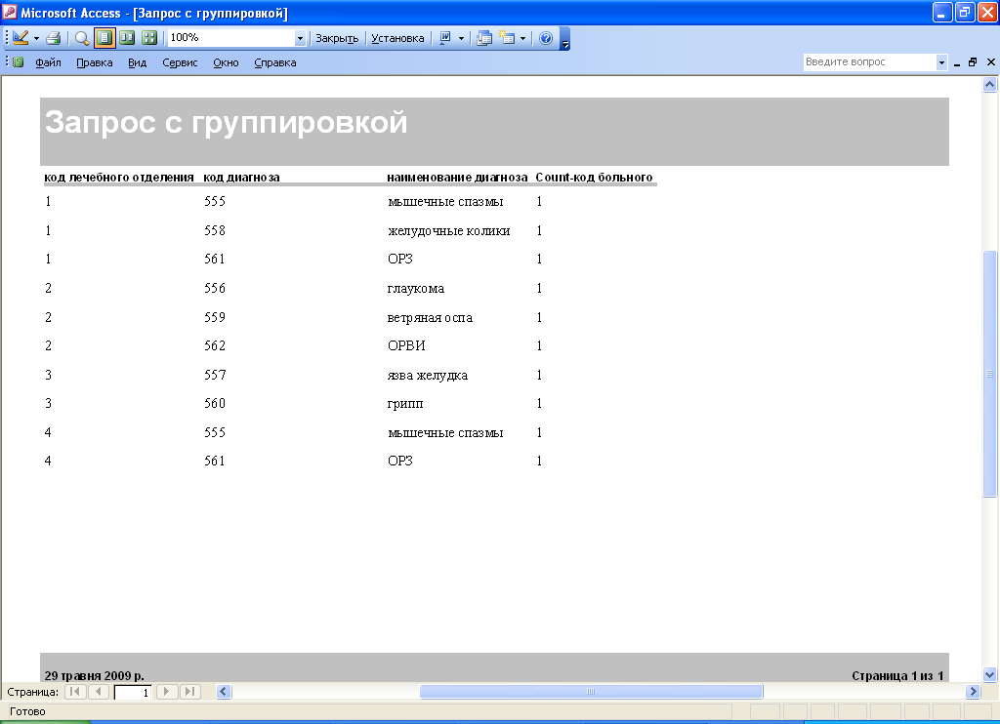 Microsoft Access - [Запрос с группировкой]
100% Закрыть Установка
Файл Правка Вид Сервис Окно Справка Введите вопрос
Запрос с группировкой
код лечебного отделения код диагноза наименование диагноза Count-код больного
1 555 мышечные спазмы 1
1 558 желудочные колики 1
1 561 ОРЗ 1
2 556 глаукома 1
2 559 ветряная оспа 1
2 562 ОРВИ 1
3 557 язва желудка 1
3 560 грипп 1
4 555 мышечные спазмы 1
4 561 ОРЗ 1
29 травня 2009 р. Страница 1 из 1
Страница: 1
Готово